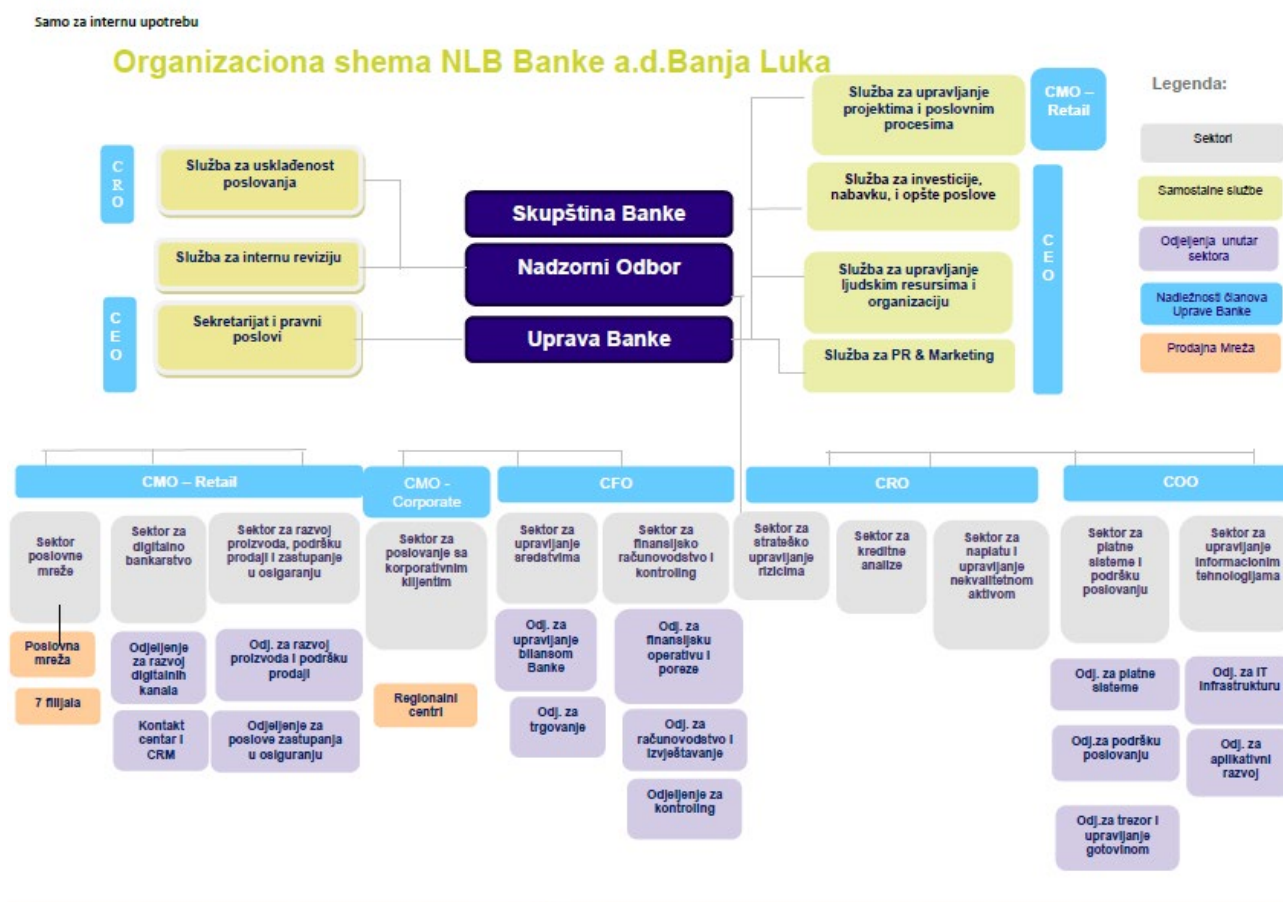 Samo za internu upotrebu
Organizaciona shema NLB Banke a.d.Banja Luka
Legenda:
Sektori
Samostalne službe
Odjeljenja unutar
sektora
Nadležnosti članova
Uprave Banke
Prodajna Mreža
CRO
Služba za usklađenost
poslovanja
Služba za internu reviziju
CEO
Sekretarijat i pravni
poslovi
Skupština Banke
Nadzorni Odbor
Uprava Banke
Služba za upravljanje
projektima i poslovnim
procesima
CMO –
Retail
Služba za investicije,
nabavku, i opšte poslove
Služba za upravljanje
ljudskim resursima i
organizaciju
Služba za PR & Marketing
CEO
CMO – Retail
Sektor
poslovne
mreže
Poslovna
mreža
7 filijala
Sektor za
digitalno
bankarstvo
Odjeljenje
za razvoj
digitalnih
kanala
Kontakt
centar i
CRM
Sektor za razvoj
proizvoda, podršku
prodaji i zastupanje
u osigaranju
Odj. za razvoj
proizvoda i podršku
prodaji
Odjeljenje za
poslove zastupanja
u osiguranju
CMO -
Corporate
Sektor za
poslovanje sa
korporativnim
klijentim
Regionalni
centri
CFO
Sektor za
upravljanje
sredstvima
Odj. za
upravljanje
bilansom
Banke
Odj. za
trgovanje
Sektor za
finansijsko
računovodstvo i
kontroling
Odj. za
finansijsku
operativu i
poreze
Odj. za
računovodstvo i
izvještavanje
Odjeljenje za
kontroling
CRO
Sektor za
strateško
upravljanje
rizicima
Sektor za
kreditne
analize
Sektor za
naplatu i
upravljanje
nekvalitetnom
aktivom
COO
Sektor za
platne
sisteme i
podršku
poslovanju
Odj. za platne
sisteme
Odj.za podršku
poslovanju
Odj.za trezor i
upravljanje
gotovinom
Sektor za
upravljanje
informacionim
tehnologijama
Odj. za IT
infrastrukturu
Odj. za
aplikativni
razvoj